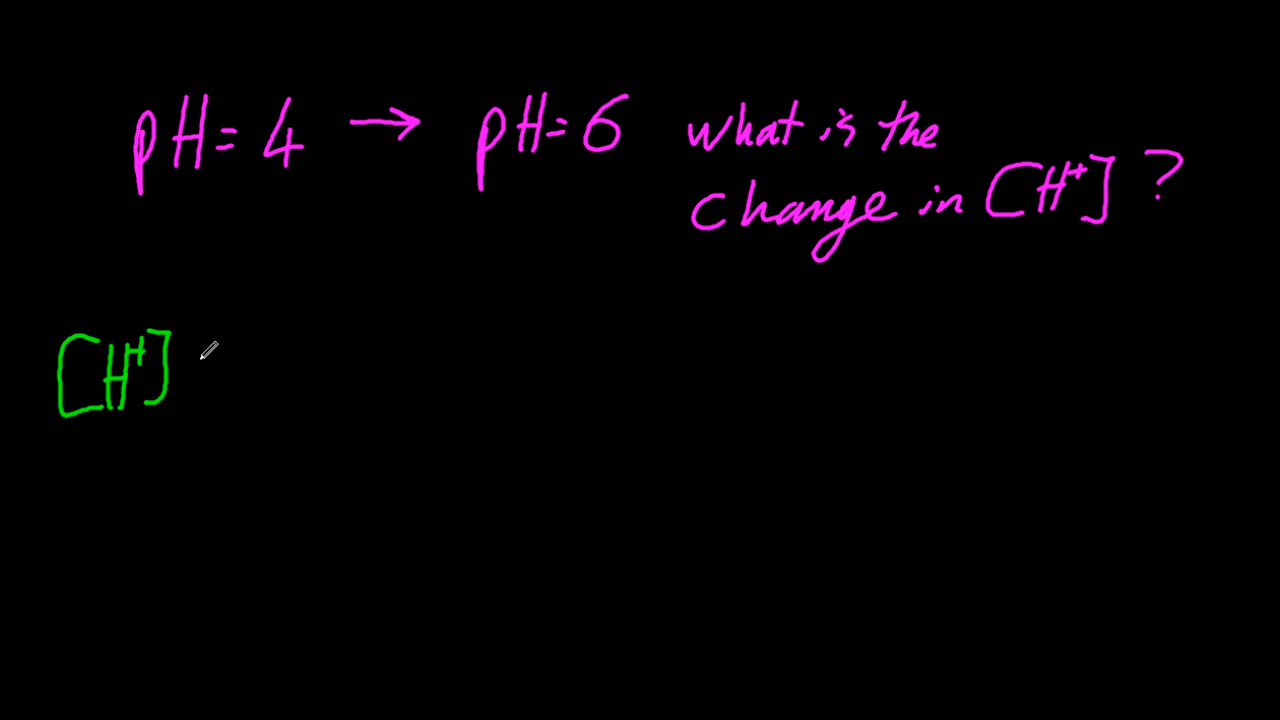 pH = 4 → pH = 6 what is the
change in [H⁺] ?
[H⁺]